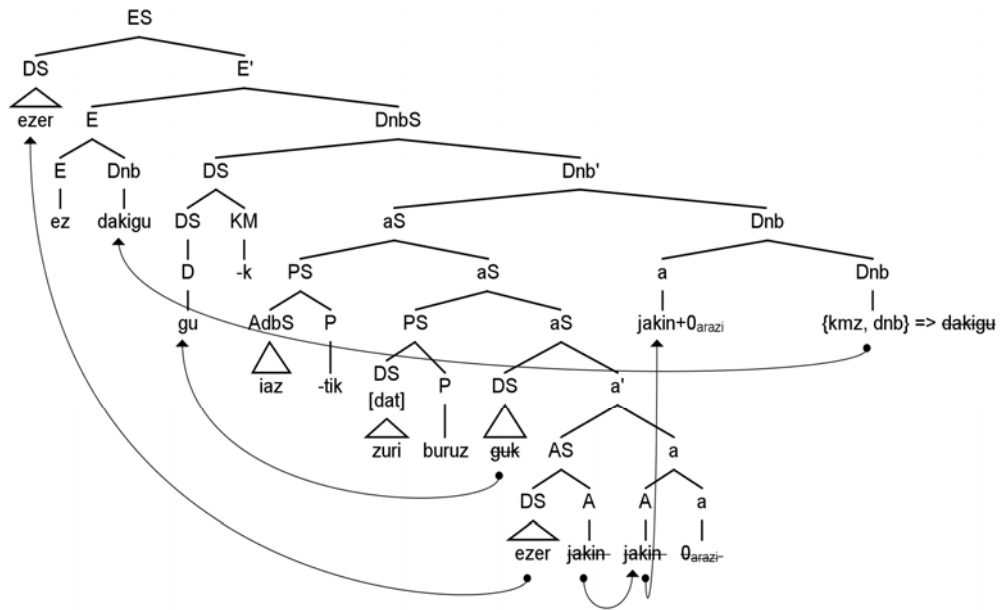 ES
DS E'
ezer E DnbS
E Dnb DS Dnb'
ez dakigu DS KM aS Dnb
D -k PS aS a Dnb
gu AdbS P PS aS jakin+0arazi {kmz, dnb} => dakigu
iaz -tik DS P DS a'
[dat]
zuri buruz guk AS a
DS A A a
ezer jakin jakin 0arazi